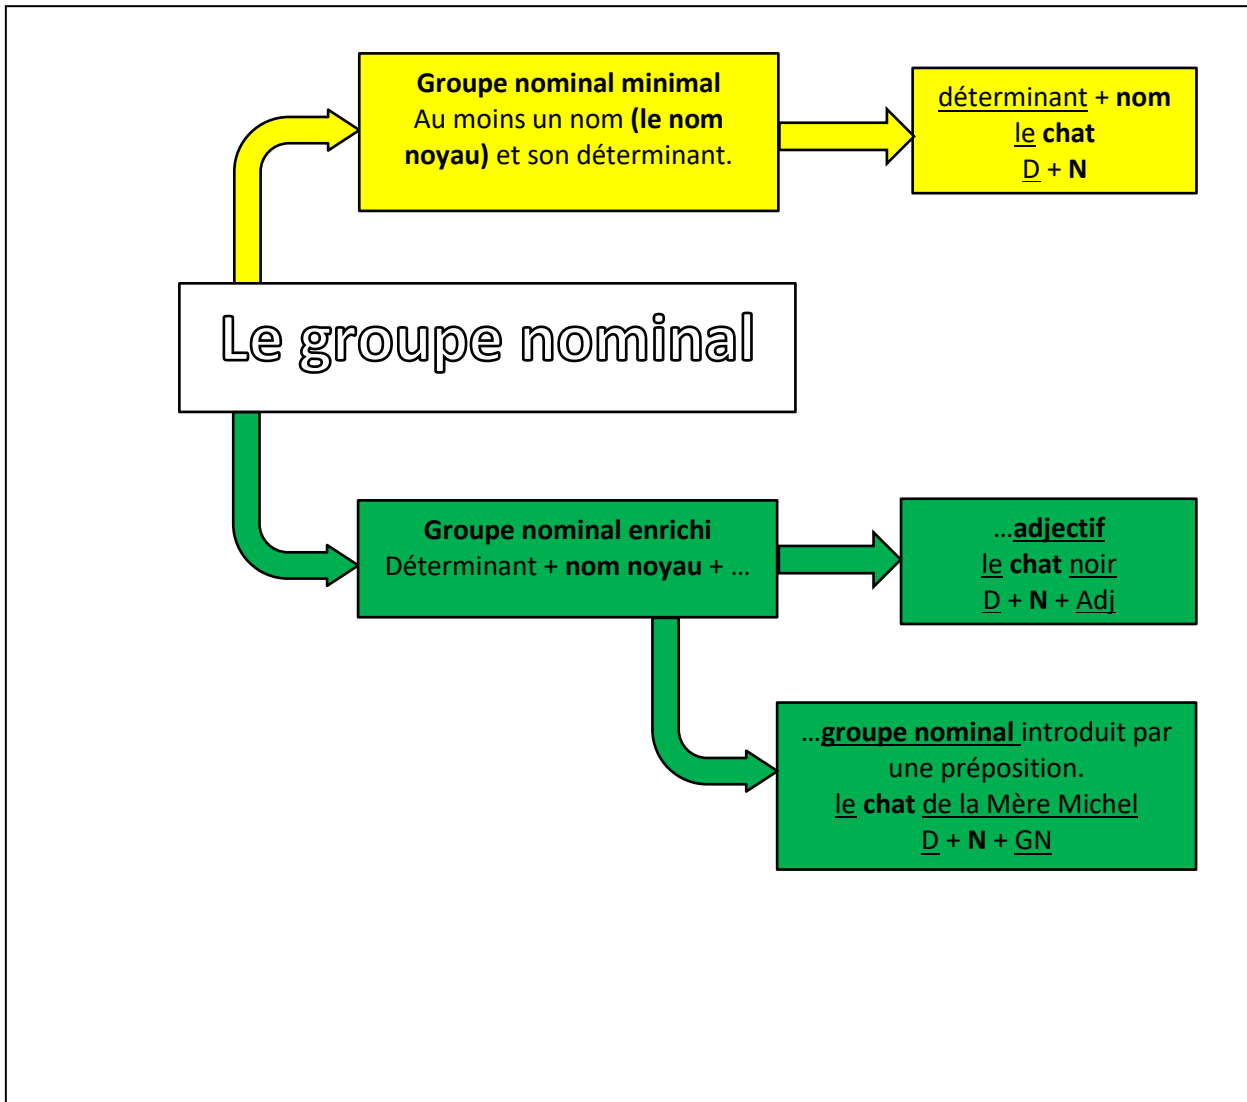 Groupe nominal minimal
Au moins un nom (le nom
noyau) et son déterminant.
déterminant + nom
le chat
D + N
Le groupe nominal
Groupe nominal enrichi
Déterminant + nom noyau + ...
...adjectif
le chat noir
D + N + Adj
...groupe nominal introduit par
une préposition.
le chat de la Mère Michel
D + N + GN